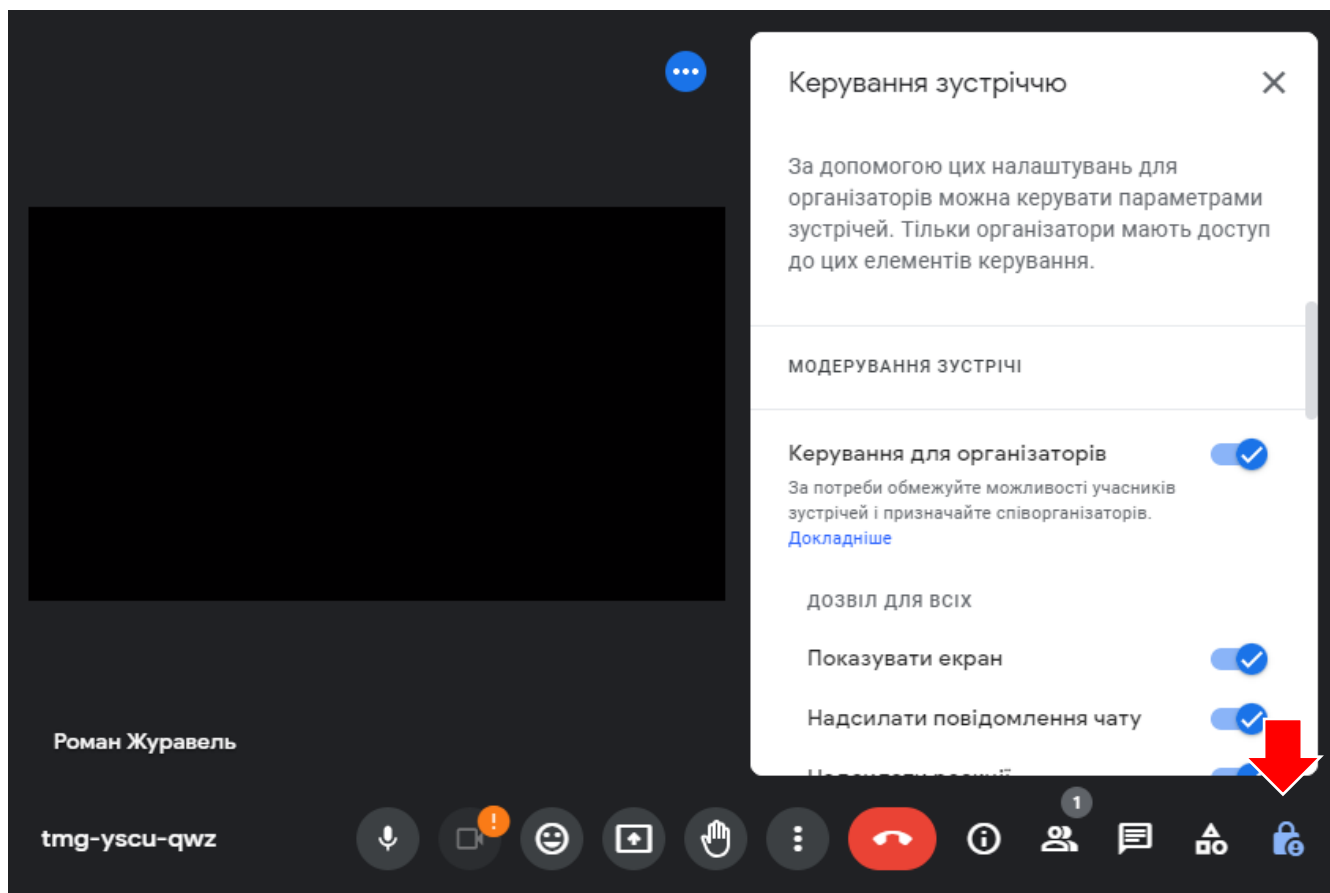 Керування зустріччю
За допомогою цих налаштувань для
організаторів можна керувати параметрами
зустрічей. Тільки організатори мають доступ
до цих елементів керування.
МОДЕРУВАННЯ ЗУСТРІЧІ
Керування для організаторів
За потреби обмежуйте можливості учасників
зустрічей і призначайте співорганізаторів.
Докладніше
ДОЗВІЛ ДЛЯ ВСІХ
Показувати екран
Надсилати повідомлення чату
Роман Журавель
tmg-yscu-qwz
!
1